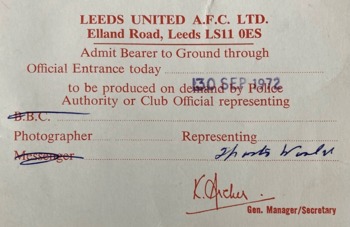 LEEDS UNITED A.F.C. LTD.
Elland Road, Leeds LS11 0ES
Admit Bearer to Ground through
Official Entrance today
30 SEP 1972
to be produced on demand by Police
Authority or Club Official representing
B.B.C.
Photographer Representing
Messenger Sports World
K. Archer.
Gen. Manager/Secretary